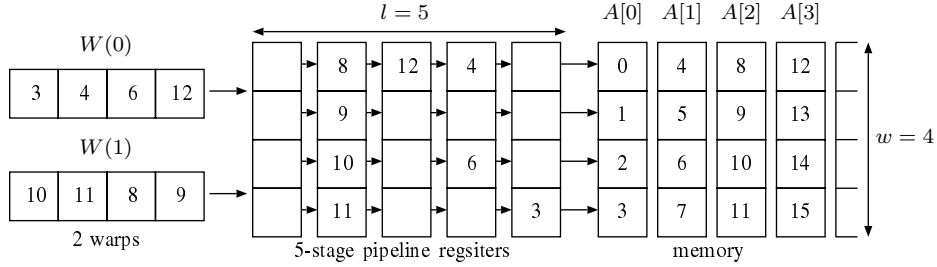 l = 5 A[0] A[1] A[2] A[3]
W(0)
3 4 6 12
W(1)
10 11 8 9
2 warps
8 12 4
9
10 6
11 3
5-stage pipeline regsiters
0 4 8 12
1 5 9 13
2 6 10 14
3 7 11 15
memory
w = 4